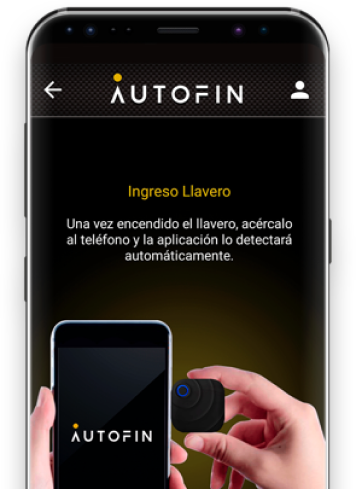 AUTOFIN
Ingreso Llavero
Una vez encendido el llavero, acércalo
al teléfono y la aplicación lo detectará
automáticamente.
AUTOFIN